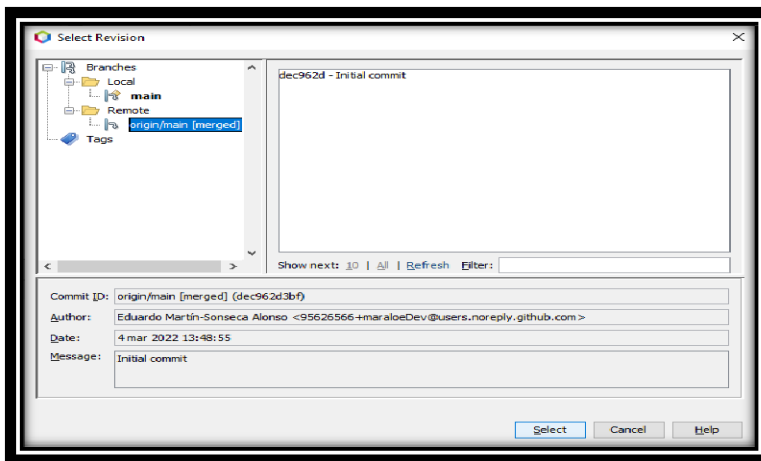 Select Revision
Branches
Local
main
Remote
origin/main [merged]
Tags
dec962d - Initial commit
Show next: 10 | All | Refresh Filter:
Commit ID: origin/main [merged] (dec962d3bf)
Author: Eduardo Martín-Sonseca Alonso <95626566+maraloeDev@users.noreply.github.com>
Date: 4 mar 2022 13:48:55
Message: Initial commit
Select Cancel Help